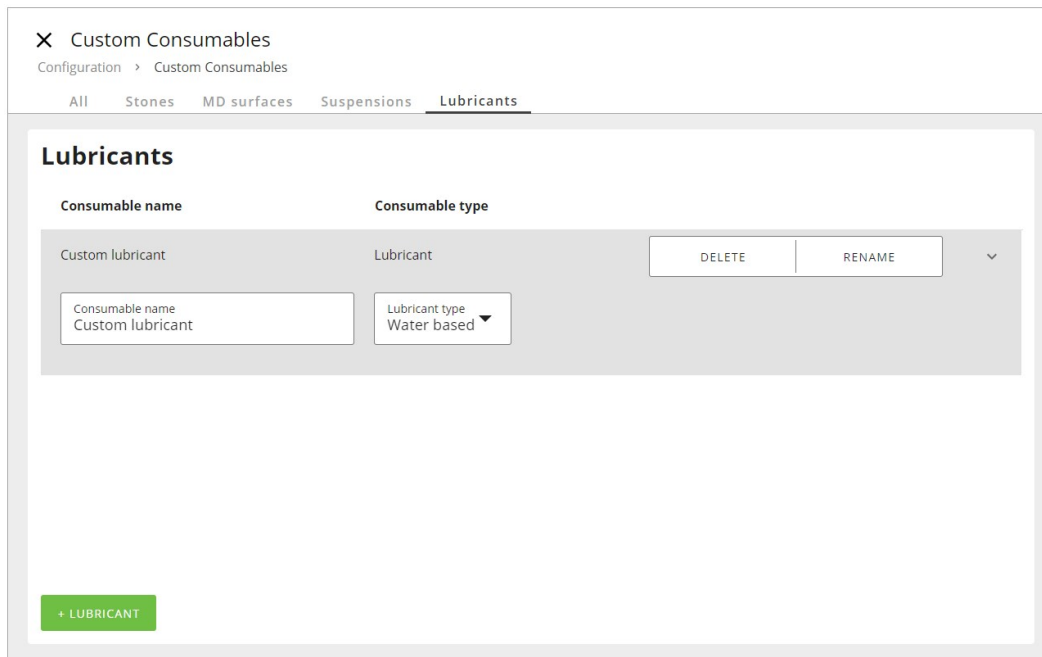 Custom Consumables
Configuration > Custom Consumables
All Stones MD surfaces Suspensions Lubricants
Lubricants
Consumable name Consumable type
Custom lubricant Lubricant DELETE RENAME
Consumable name Lubricant type
Custom lubricant Water based
+ LUBRICANT